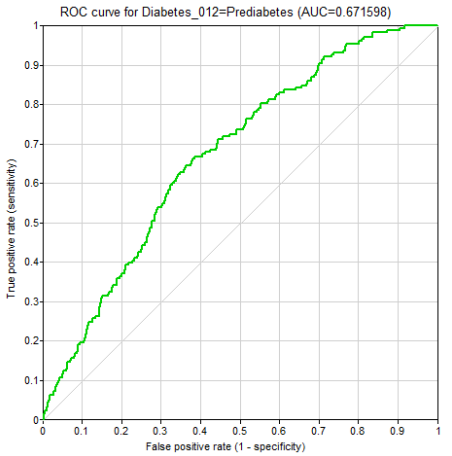 ROC curve for Diabetes_012=Prediabetes (AUC=0.671598)
1
0.9
0.8
0.7
0.6
0.5
0.4
0.3
0.2
0.1
0
True positive rate (sensitivity)
0 0.1 0.2 0.3 0.4 0.5 0.6 0.7 0.8 0.9 1
False positive rate (1 - specificity)